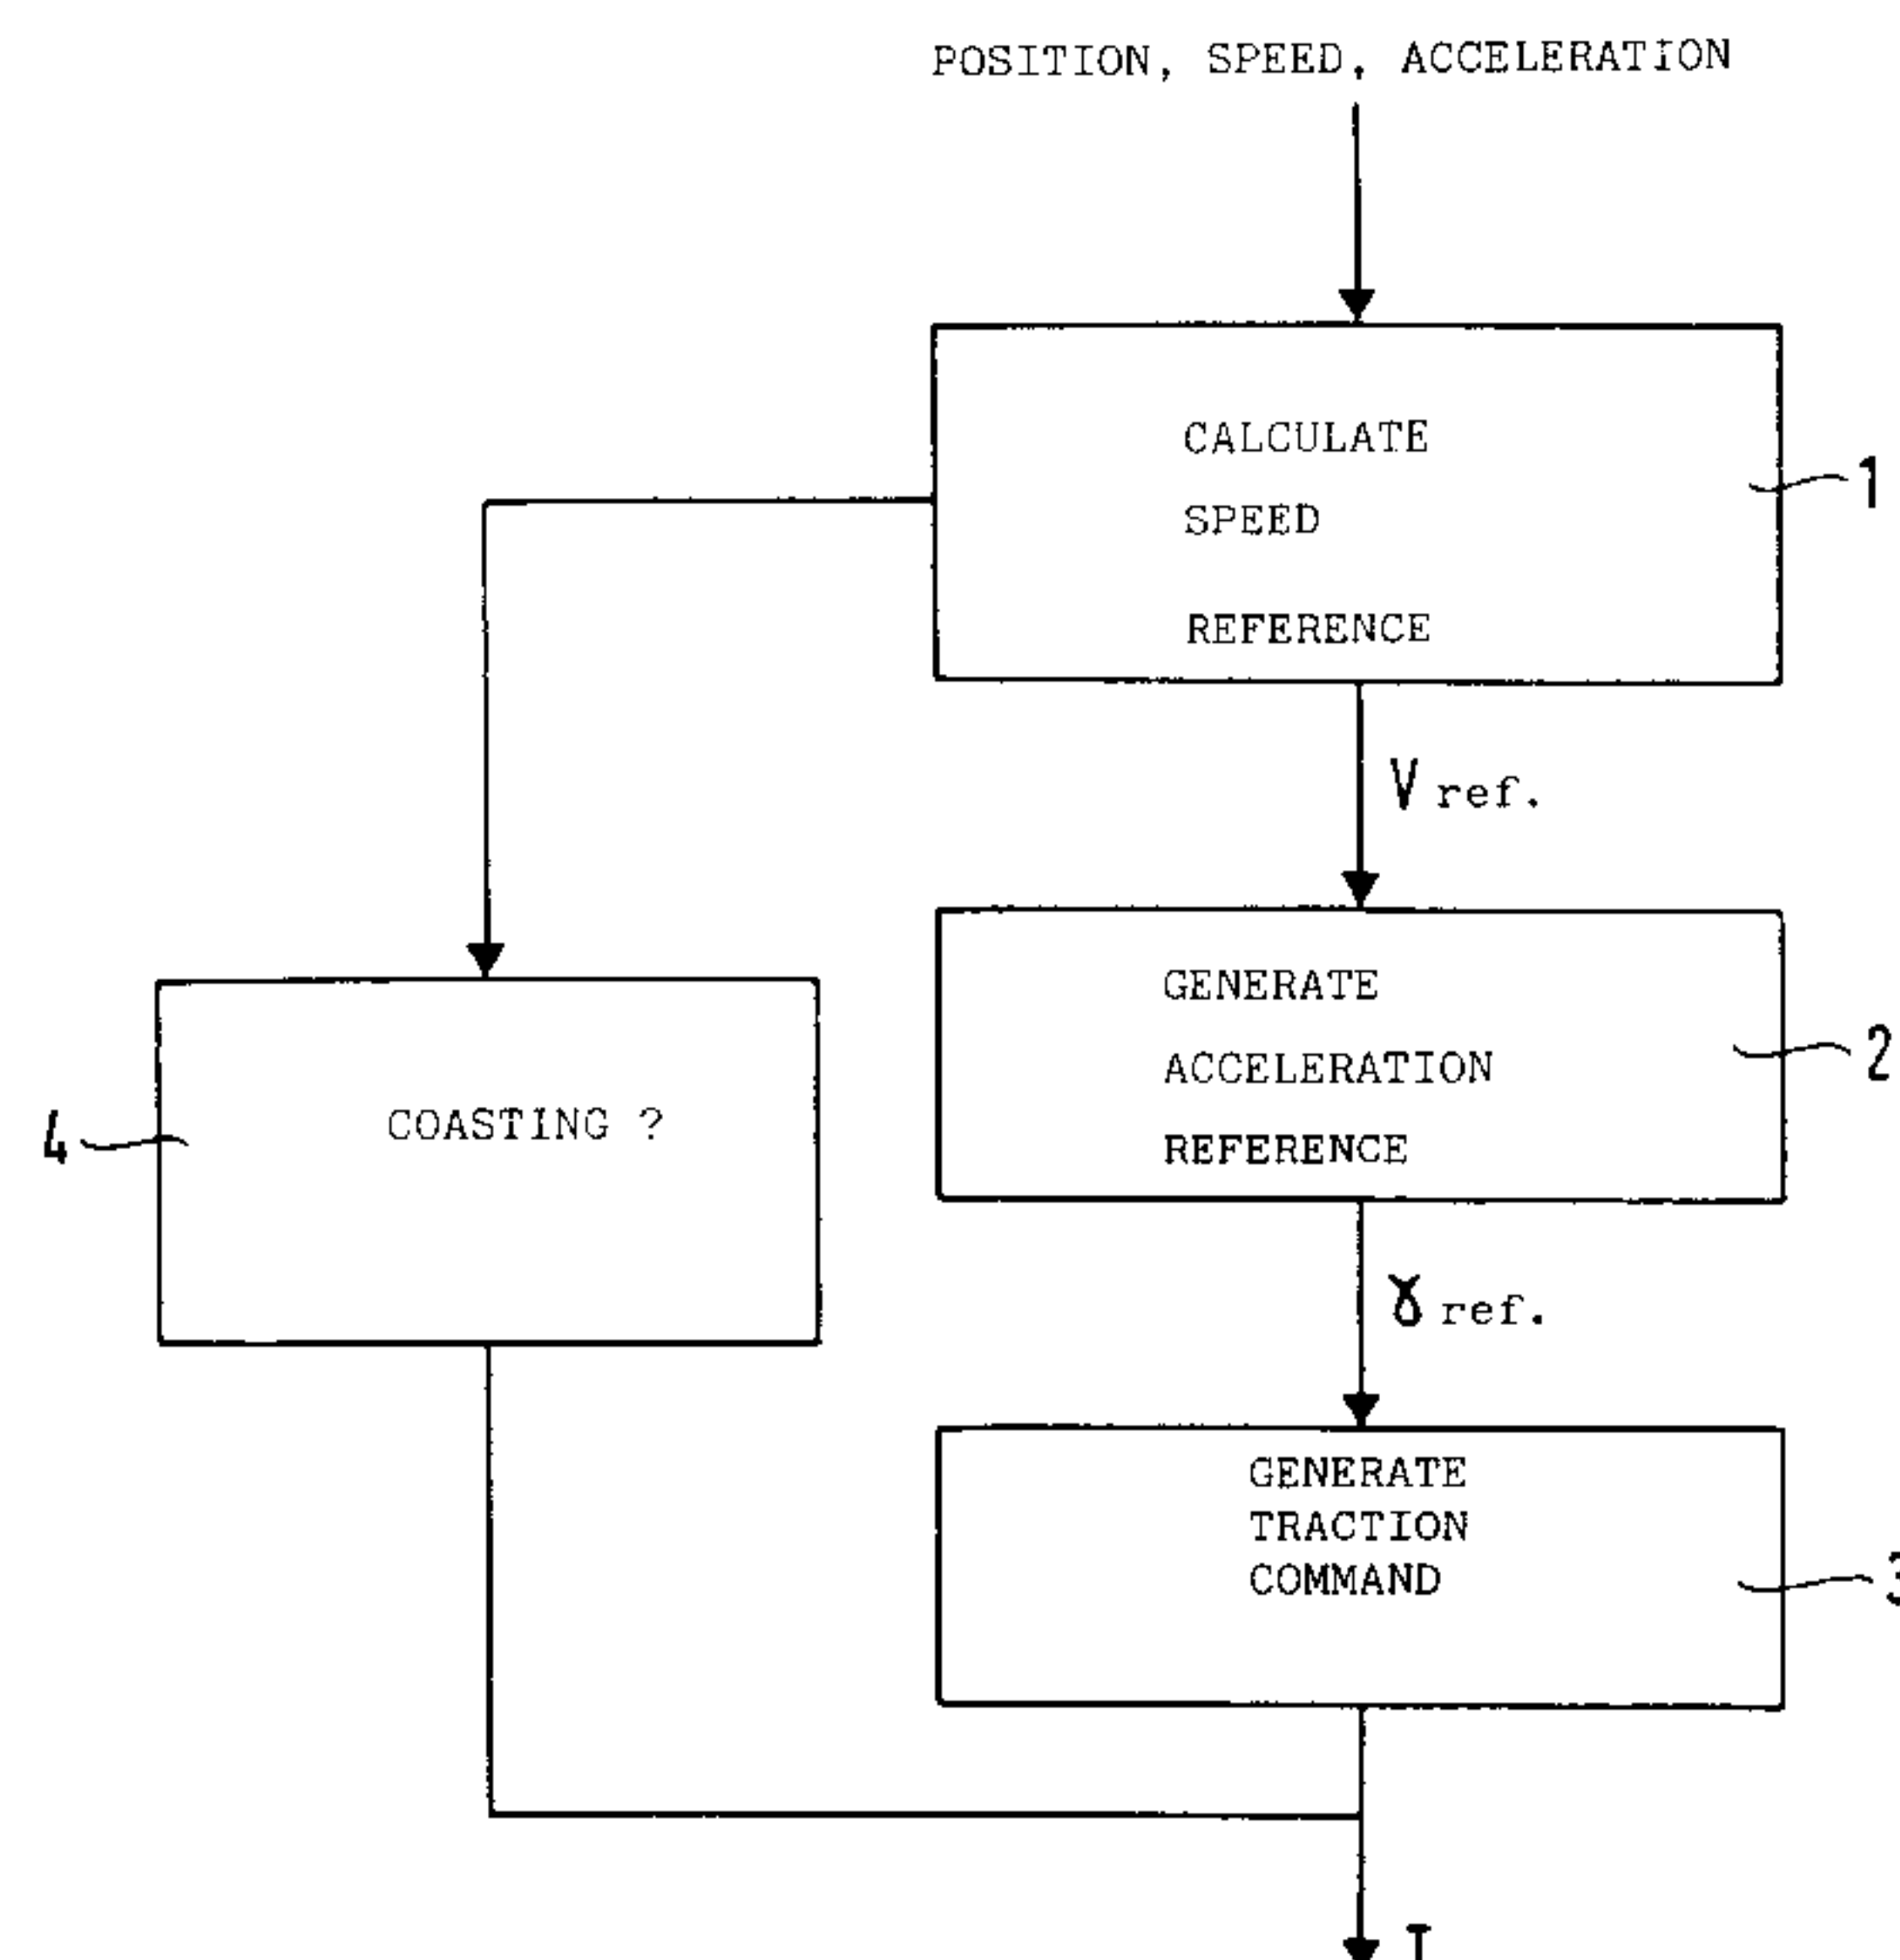 POSITION, SPEED, ACCELERATION
CALCULATE
SPEED
REFERENCE
1
V ref.
GENERATE
ACCELERATION
REFERENCE
2
COASTING ?
4
γ ref.
GENERATE
TRACTION
COMMAND
3